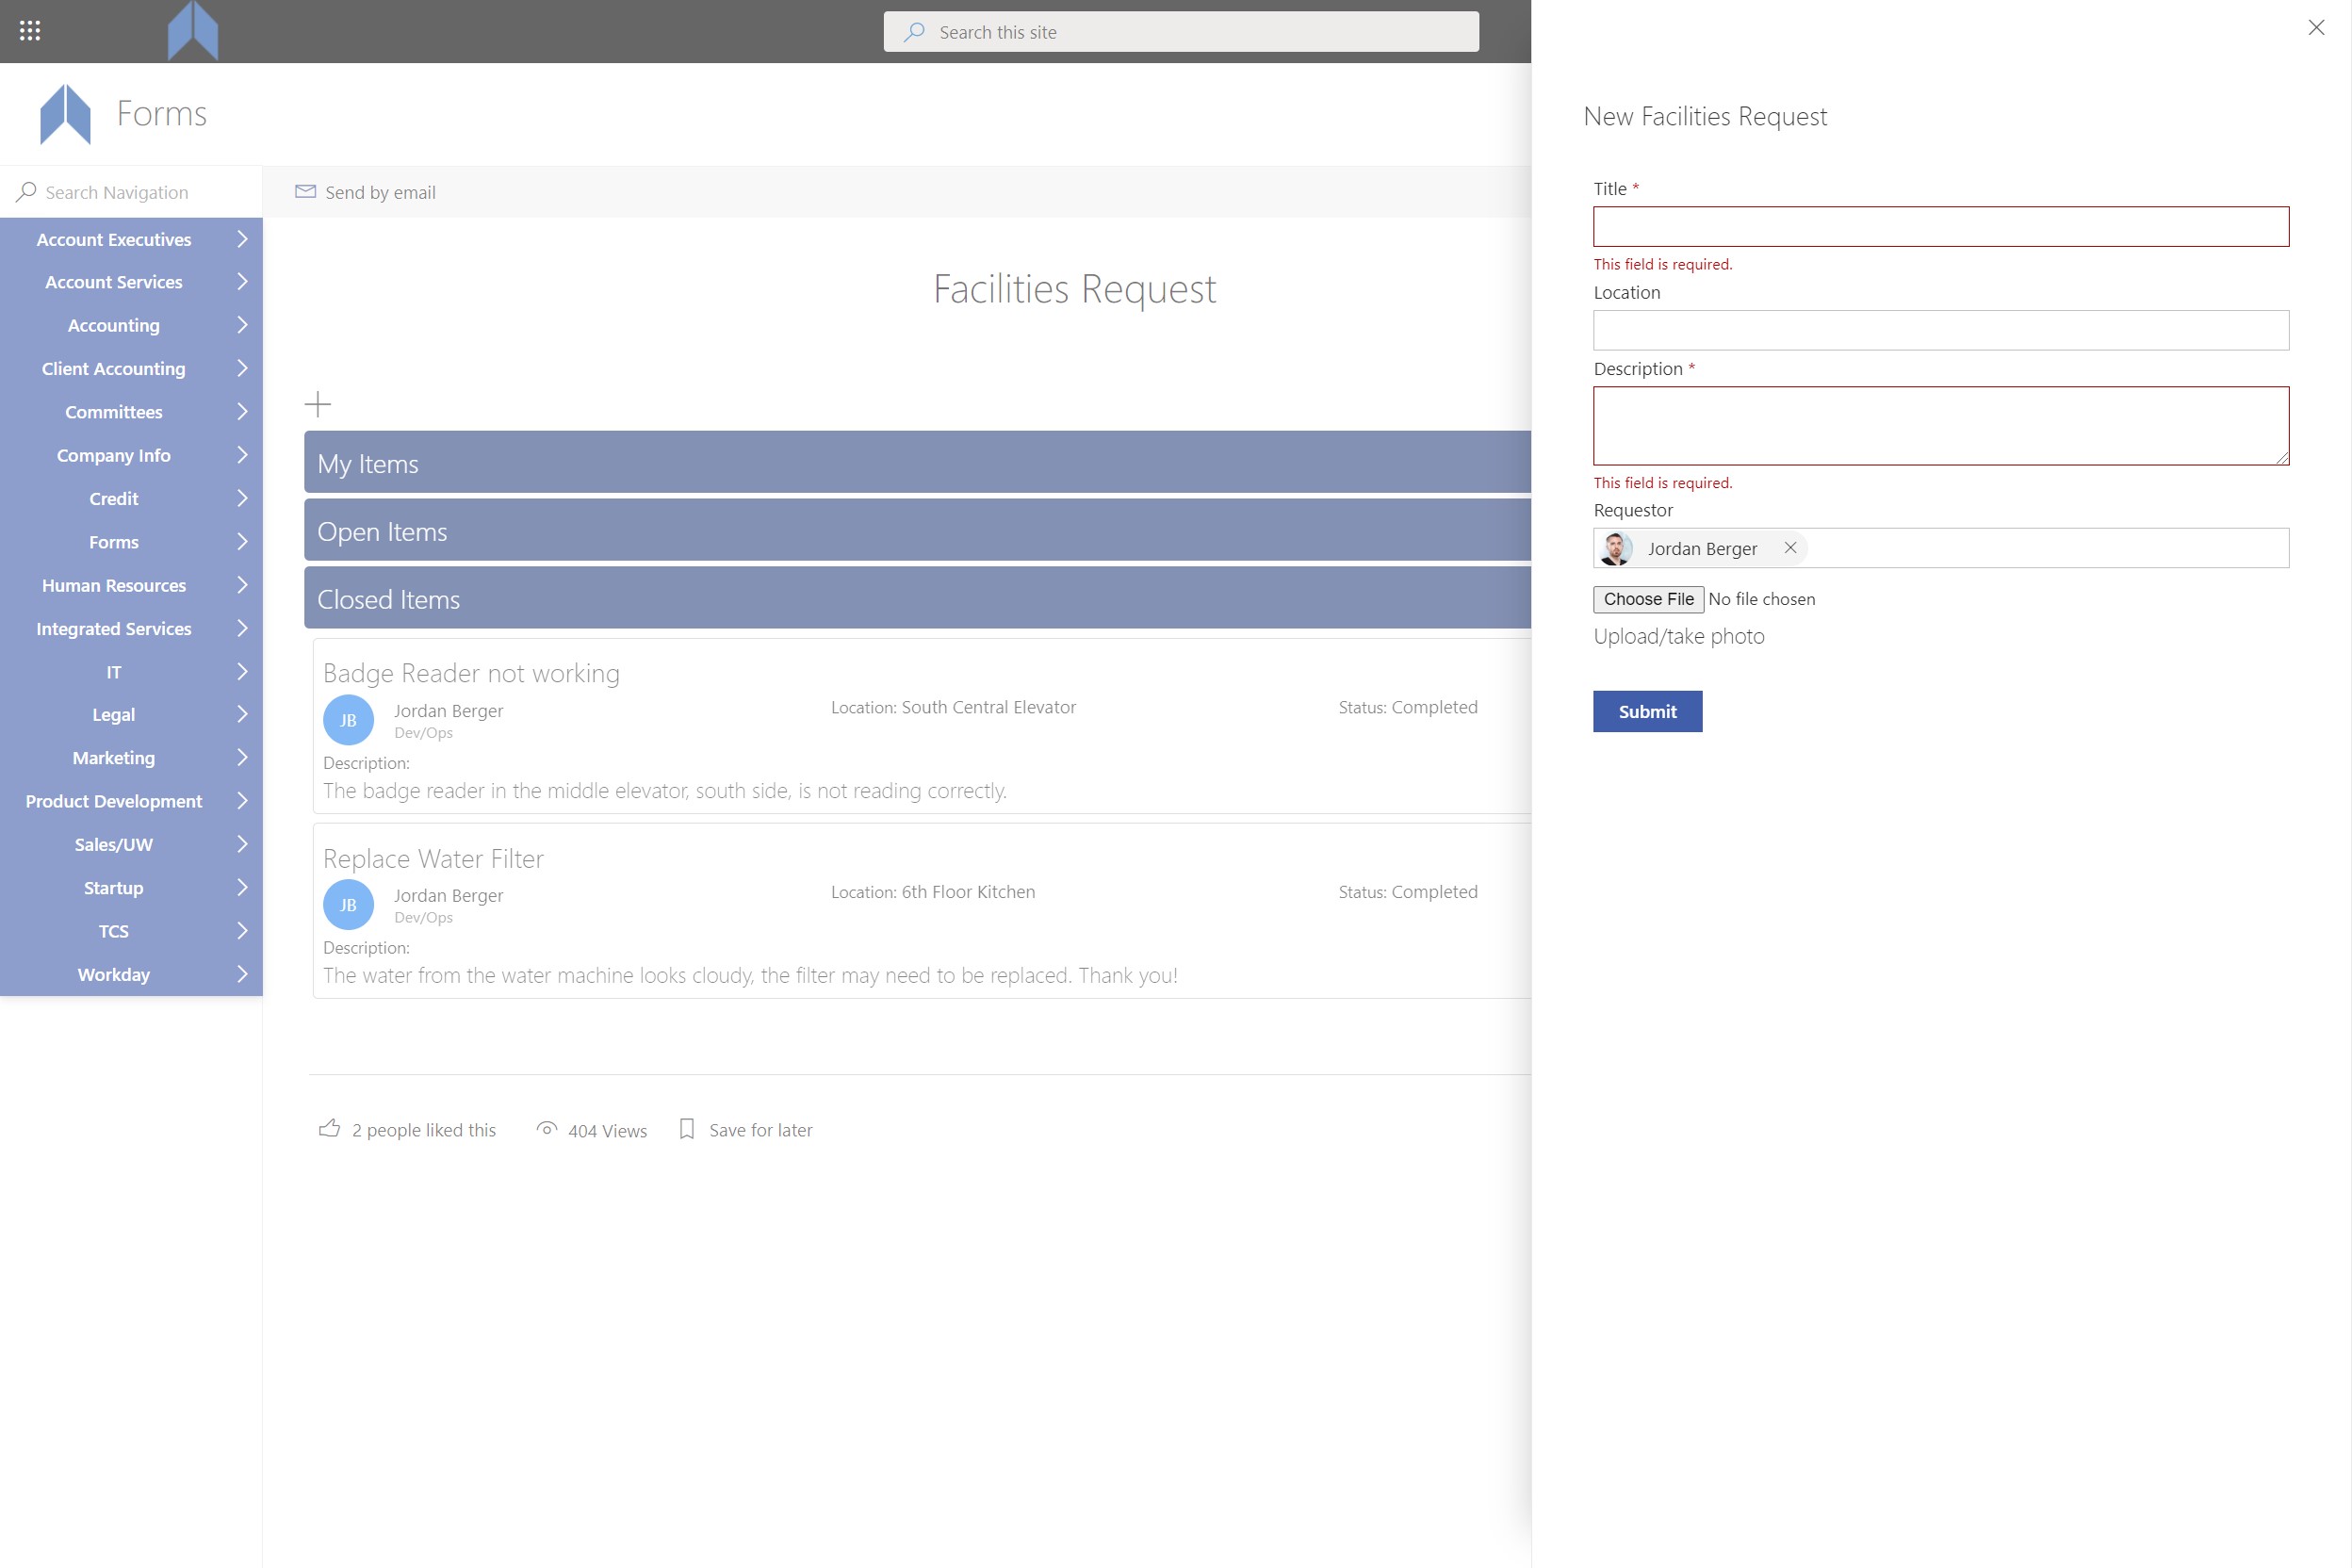 Search this site
Forms
Search Navigation
Send by email
Account Executives
Account Services
Accounting
Client Accounting
Committees
Company Info
Credit
Forms
Human Resources
Integrated Services
IT
Legal
Marketing
Product Development
Sales/UW
Startup
TCS
Workday
Facilities Request
My Items
Open Items
Closed Items
Badge Reader not working
JB
Jordan Berger
Dev/Ops
Location: South Central Elevator
Status: Completed
Description:
The badge reader in the middle elevator, south side, is not reading correctly.
Replace Water Filter
JB
Jordan Berger
Dev/Ops
Location: 6th Floor Kitchen
Status: Completed
Description:
The water from the water machine looks cloudy, the filter may need to be replaced. Thank you!
2 people liked this
404 Views
Save for later
New Facilities Request
Title *
This field is required.
Location
Description *
This field is required.
Requestor
Jordan Berger
Choose File No file chosen
Upload/take photo
Submit